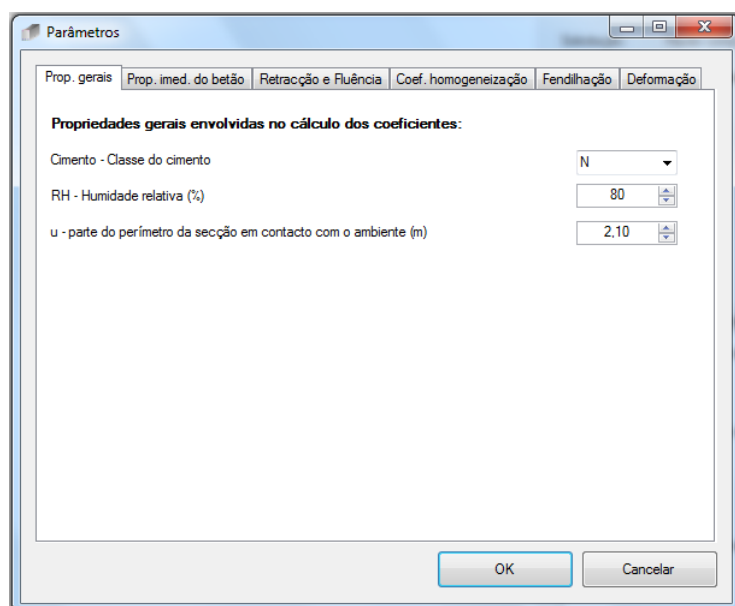 Parâmetros
Prop. gerais Prop. imed. do betão Retracção e Fluência Coef. homogeneização Fendilhação Deformação
Propriedades gerais envolvidas no cálculo dos coeficientes:
Cimento - Classe do cimento N
RH - Humidade relativa (%) 80
u - parte do perímetro da secção em contacto com o ambiente (m) 2,10
OK Cancelar